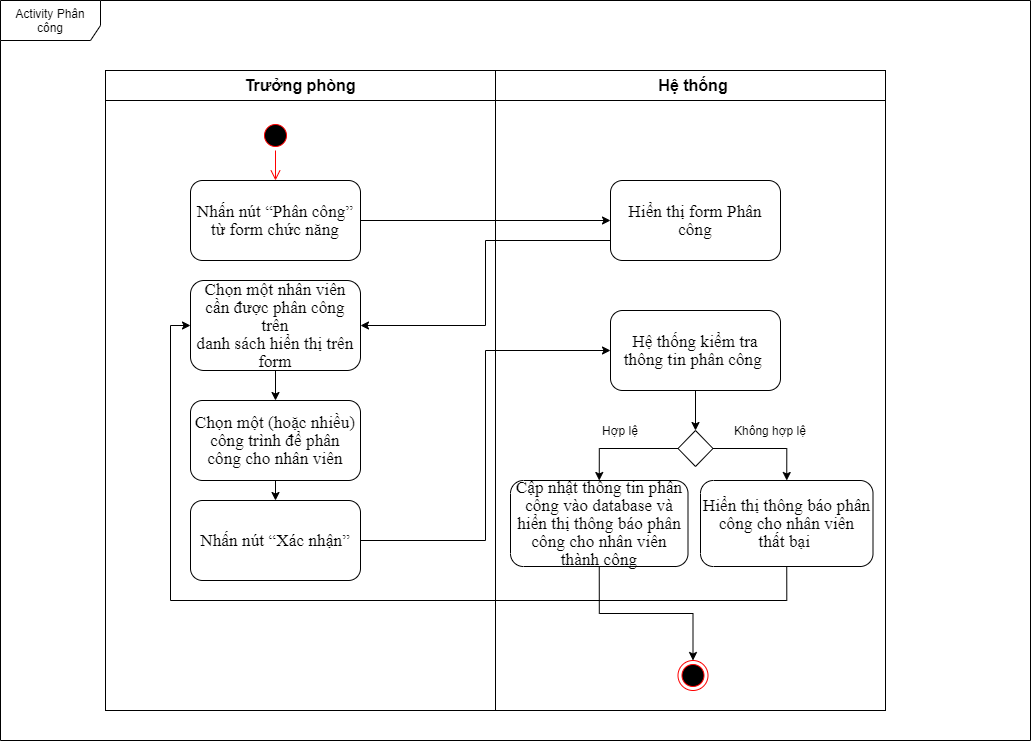 Activity Phân
công
Trưởng phòng
Hệ thống
Nhấn nút “Phân công”
từ form chức năng
Hiển thị form Phân
công
Chọn một nhân viên
cần được phân công
trên
danh sách hiển thị trên
form
Hệ thống kiểm tra
thông tin phân công
Chọn một (hoặc nhiều)
công trình để phân
công cho nhân viên
Hợp lệ
Không hợp lệ
Nhấn nút “Xác nhận”
Cập nhật thông tin phân
công vào database và
hiển thị thông báo phân
công cho nhân viên
thành công
Hiển thị thông báo phân
công cho nhân viên
thất bại